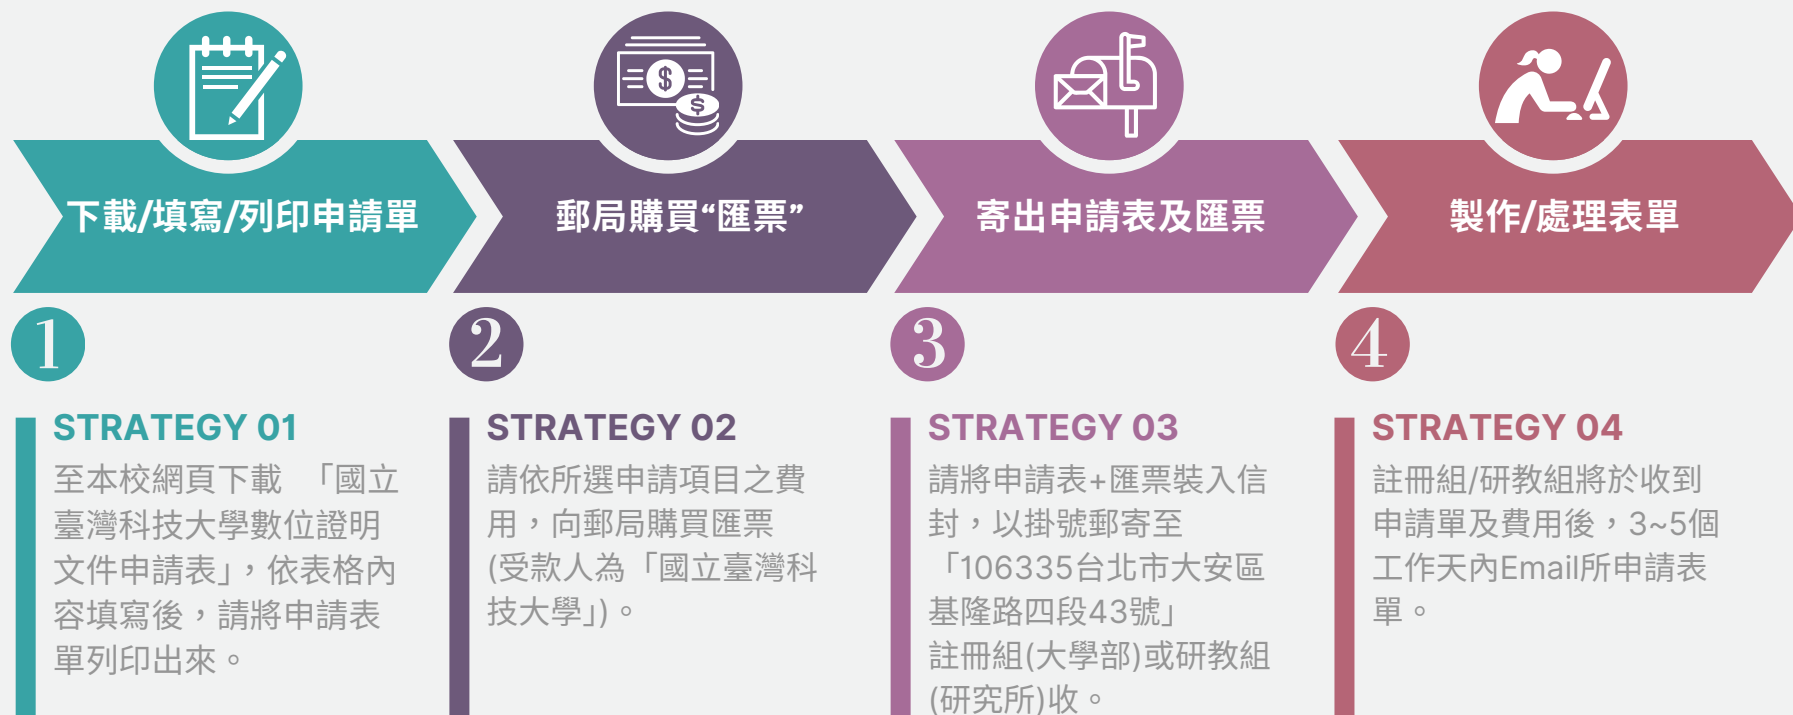 下載/填寫/列印申請單
郵局購買“匯票”
寄出申請表及匯票
製作/處理表單
1
STRATEGY 01
至本校網頁下載 「國立
臺灣科技大學數位證明
文件申請表」，依表格內
容填寫後，請將申請表
單列印出來。
2
STRATEGY 02
請依所選申請項目之費
用，向郵局購買匯票
(受款人為「國立臺灣科
技大學」)。
3
STRATEGY 03
請將申請表+匯票裝入信
封，以掛號郵寄至
「106335台北市大安區
基隆路四段43號」
註冊組(大學部)或研教組
(研究所)收。
4
STRATEGY 04
註冊組/研教組將於收到
申請單及費用後，3~5個
工作天內Email所申請表
單。